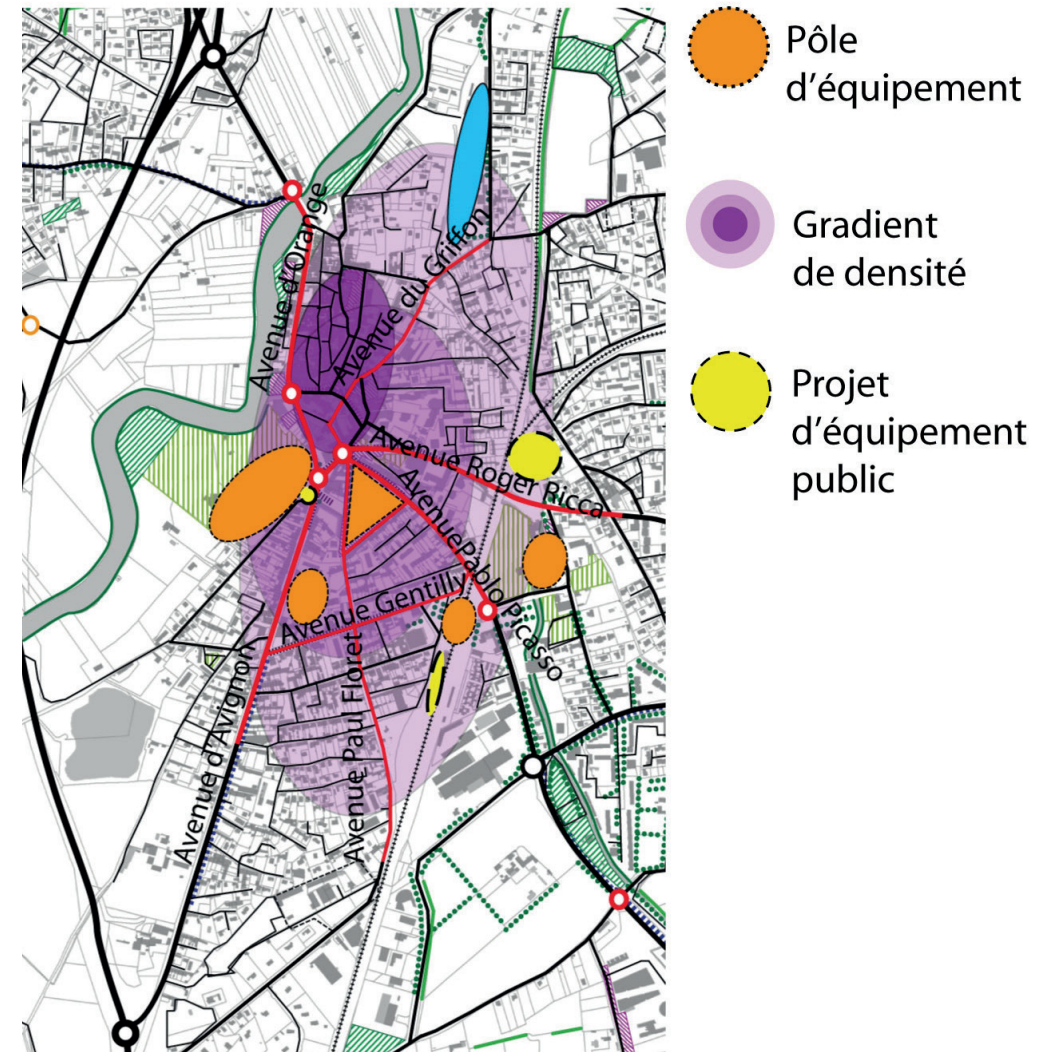 Avenue d'Orange
Avenue du Griffon
Avenue Roger Ricca
Avenue Pablo Picasso
Avenue Gentilly
Avenue Paul Floret
Avenue d'Avignon
Pôle
d'équipement
Gradient
de densité
Projet
d'équipement
public